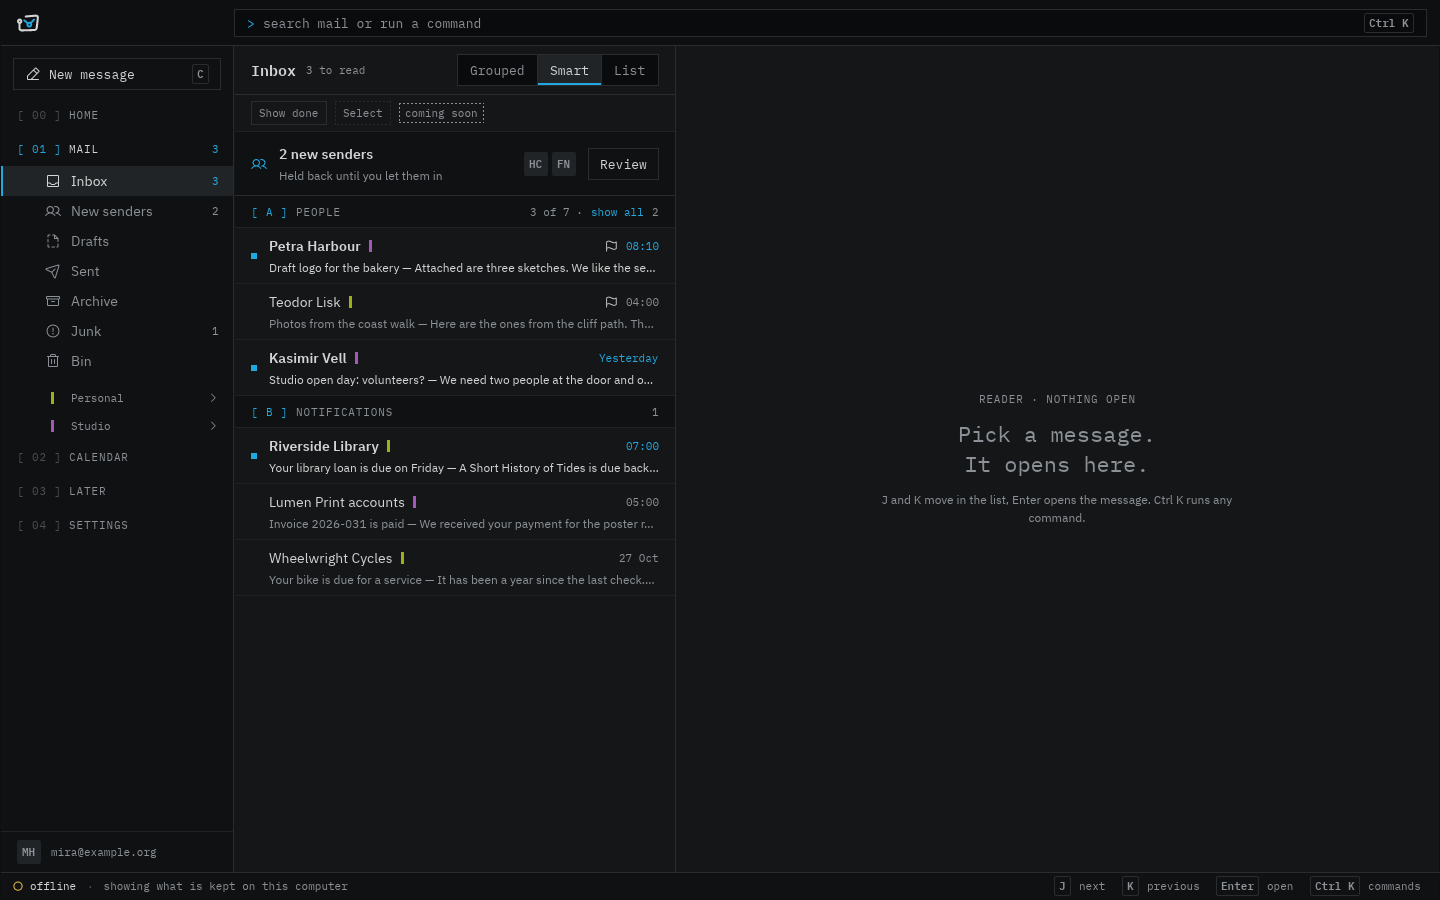 > search mail or run a command Ctrl K
New message C
[ 00 ] HOME
[ 01 ] MAIL 3
Inbox 3
New senders 2
Drafts
Sent
Archive
Junk 1
Bin
Personal
Studio
[ 02 ] CALENDAR
[ 03 ] LATER
[ 04 ] SETTINGS
MH mira@example.org
Inbox 3 to read Grouped Smart List
Show done Select coming soon
2 new senders
Held back until you let them in
HC FN Review
[ A ] PEOPLE 3 of 7 · show all 2
Petra Harbour 08:10
Draft logo for the bakery — Attached are three sketches. We like the se…
Teodor Lisk 04:00
Photos from the coast walk — Here are the ones from the cliff path. Th…
Kasimir Vell Yesterday
Studio open day: volunteers? — We need two people at the door and o…
[ B ] NOTIFICATIONS 1
Riverside Library 07:00
Your library loan is due on Friday — A Short History of Tides is due back…
Lumen Print accounts 05:00
Invoice 2026-031 is paid — We received your payment for the poster r…
Wheelwright Cycles 27 Oct
Your bike is due for a service — It has been a year since the last check.…
READER · NOTHING OPEN
Pick a message.
It opens here.
J and K move in the list, Enter opens the message. Ctrl K runs any
command.
offline · showing what is kept on this computer
J next K previous Enter open Ctrl K commands